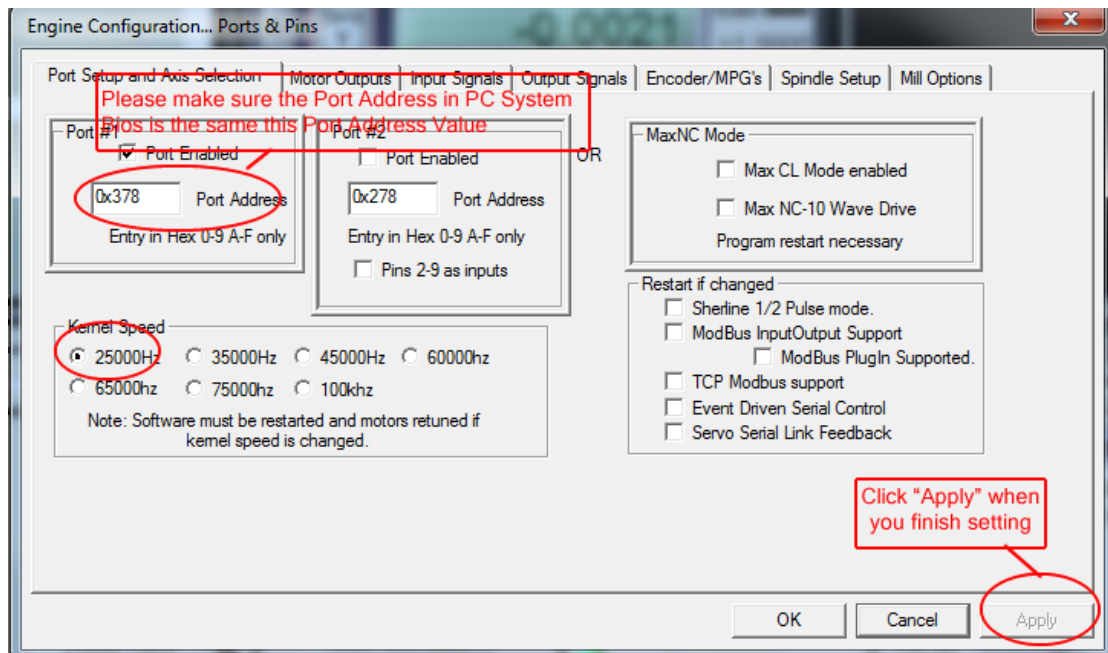 Engine Configuration... Ports & Pins
-0.0021
Port Setup and Axis Selection
Motor Outputs
Input Signals
Output Signals
Encoder/MPG's
Spindle Setup
Mill Options
Please make sure the Port Address in PC System
Bios is the same this Port Address Value
Port #1
Port Enabled
0x378
Port Address
Entry in Hex 0-9 A-F only
Port #2
Port Enabled
0x278
Port Address
Entry in Hex 0-9 A-F only
Pins 2-9 as inputs
OR
MaxNC Mode
Max CL Mode enabled
Max NC-10 Wave Drive
Program restart necessary
Restart if changed
Sherline 1/2 Pulse mode.
ModBus InputOutput Support
ModBus PlugIn Supported.
TCP Modbus support
Event Driven Serial Control
Servo Serial Link Feedback
Kernel Speed
25000Hz
35000Hz
45000Hz
60000hz
65000hz
75000hz
100khz
Note: Software must be restarted and motors retuned if
kernel speed is changed.
Click “Apply” when
you finish setting
OK
Cancel
Apply